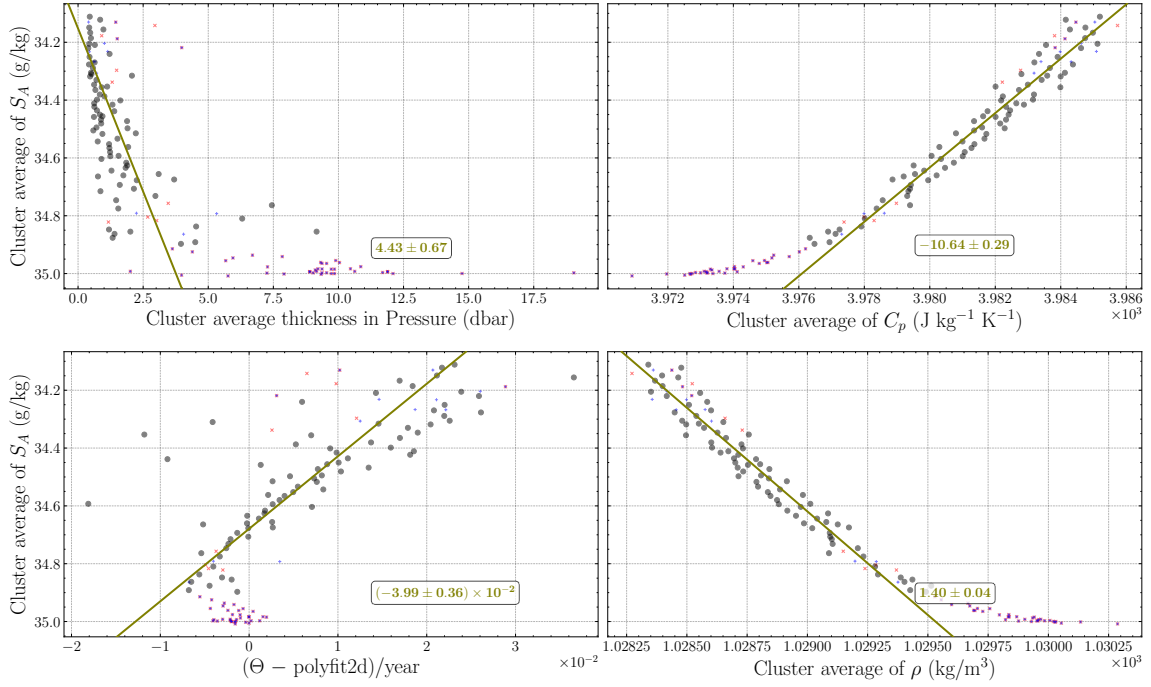 34.2
34.4
34.6
34.8
35.0
Cluster average of S_A (g/kg)
4.43 ± 0.67
0.0 2.5 5.0 7.5 10.0 12.5 15.0 17.5
Cluster average thickness in Pressure (dbar)
−10.64 ± 0.29
3.972 3.974 3.976 3.978 3.980 3.982 3.984 3.986
×10³
Cluster average of C_p (J kg⁻¹ K⁻¹)
34.2
34.4
34.6
34.8
35.0
Cluster average of S_A (g/kg)
(−3.99 ± 0.36) × 10⁻²
−2 −1 0 1 2 3
×10⁻²
(Θ − polyfit2d)/year
1.40 ± 0.04
1.02825 1.02850 1.02875 1.02900 1.02925 1.02950 1.02975 1.03000 1.03025
×10³
Cluster average of ρ (kg/m³)